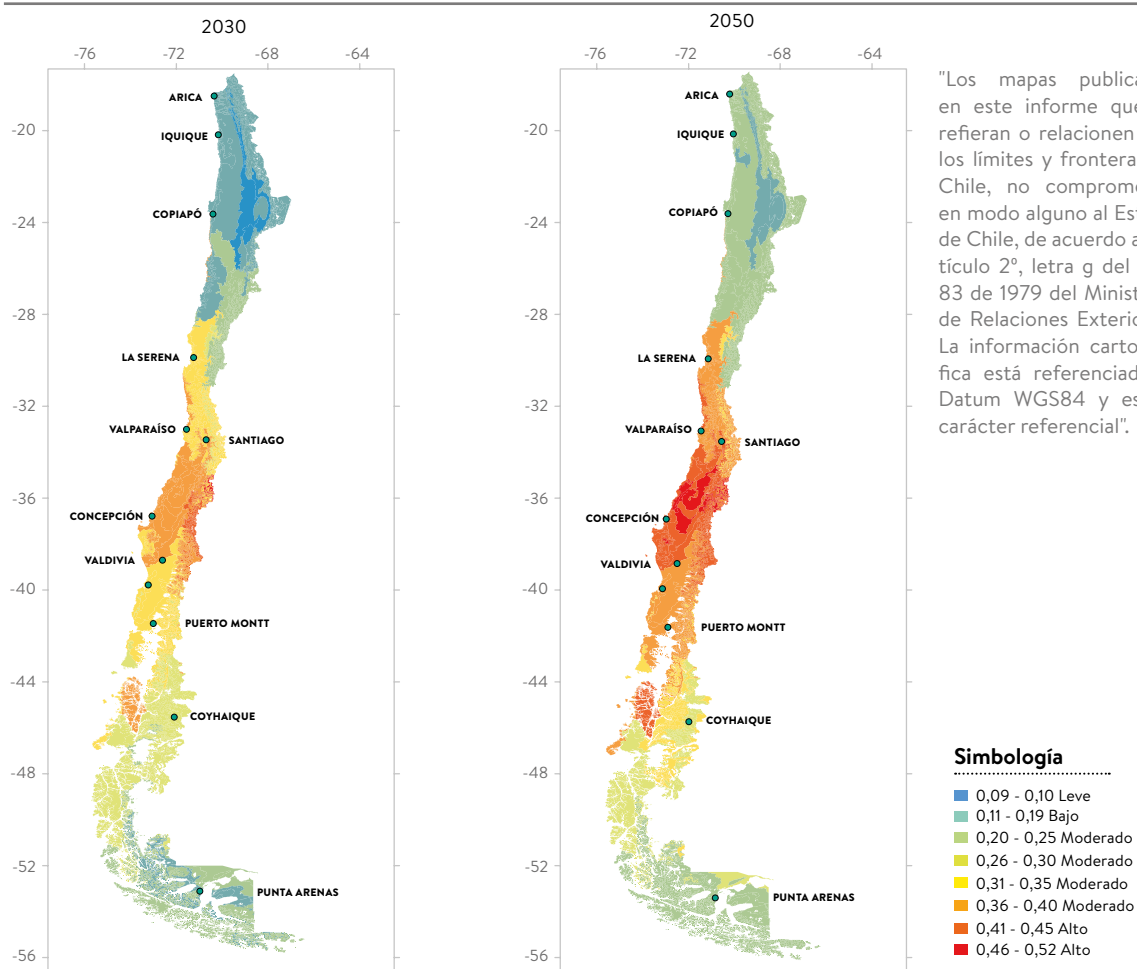 2030
-76 -72 -68 -64
-20
-24
-28
-32
-36
-40
-44
-48
-52
-56
ARICA
IQUIQUE
COPIAPÓ
LA SERENA
VALPARAÍSO
SANTIAGO
CONCEPCIÓN
VALDIVIA
PUERTO MONTT
COYHAIQUE
PUNTA ARENAS
2050
-76 -72 -68 -64
-20
-24
-28
-32
-36
-40
-44
-48
-52
-56
ARICA
IQUIQUE
COPIAPÓ
LA SERENA
VALPARAÍSO
SANTIAGO
CONCEPCIÓN
VALDIVIA
PUERTO MONTT
COYHAIQUE
PUNTA ARENAS
"Los mapas publica
en este informe que
refieran o relacionen
los límites y frontera
Chile, no comprome
en modo alguno al Est
de Chile, de acuerdo a
tículo 2º, letra g del
83 de 1979 del Minist
de Relaciones Exterio
La información carto
fica está referenciad
Datum WGS84 y es
carácter referencial".
Simbología
0,09 - 0,10 Leve
0,11 - 0,19 Bajo
0,20 - 0,25 Moderado
0,26 - 0,30 Moderado
0,31 - 0,35 Moderado
0,36 - 0,40 Moderado
0,41 - 0,45 Alto
0,46 - 0,52 Alto